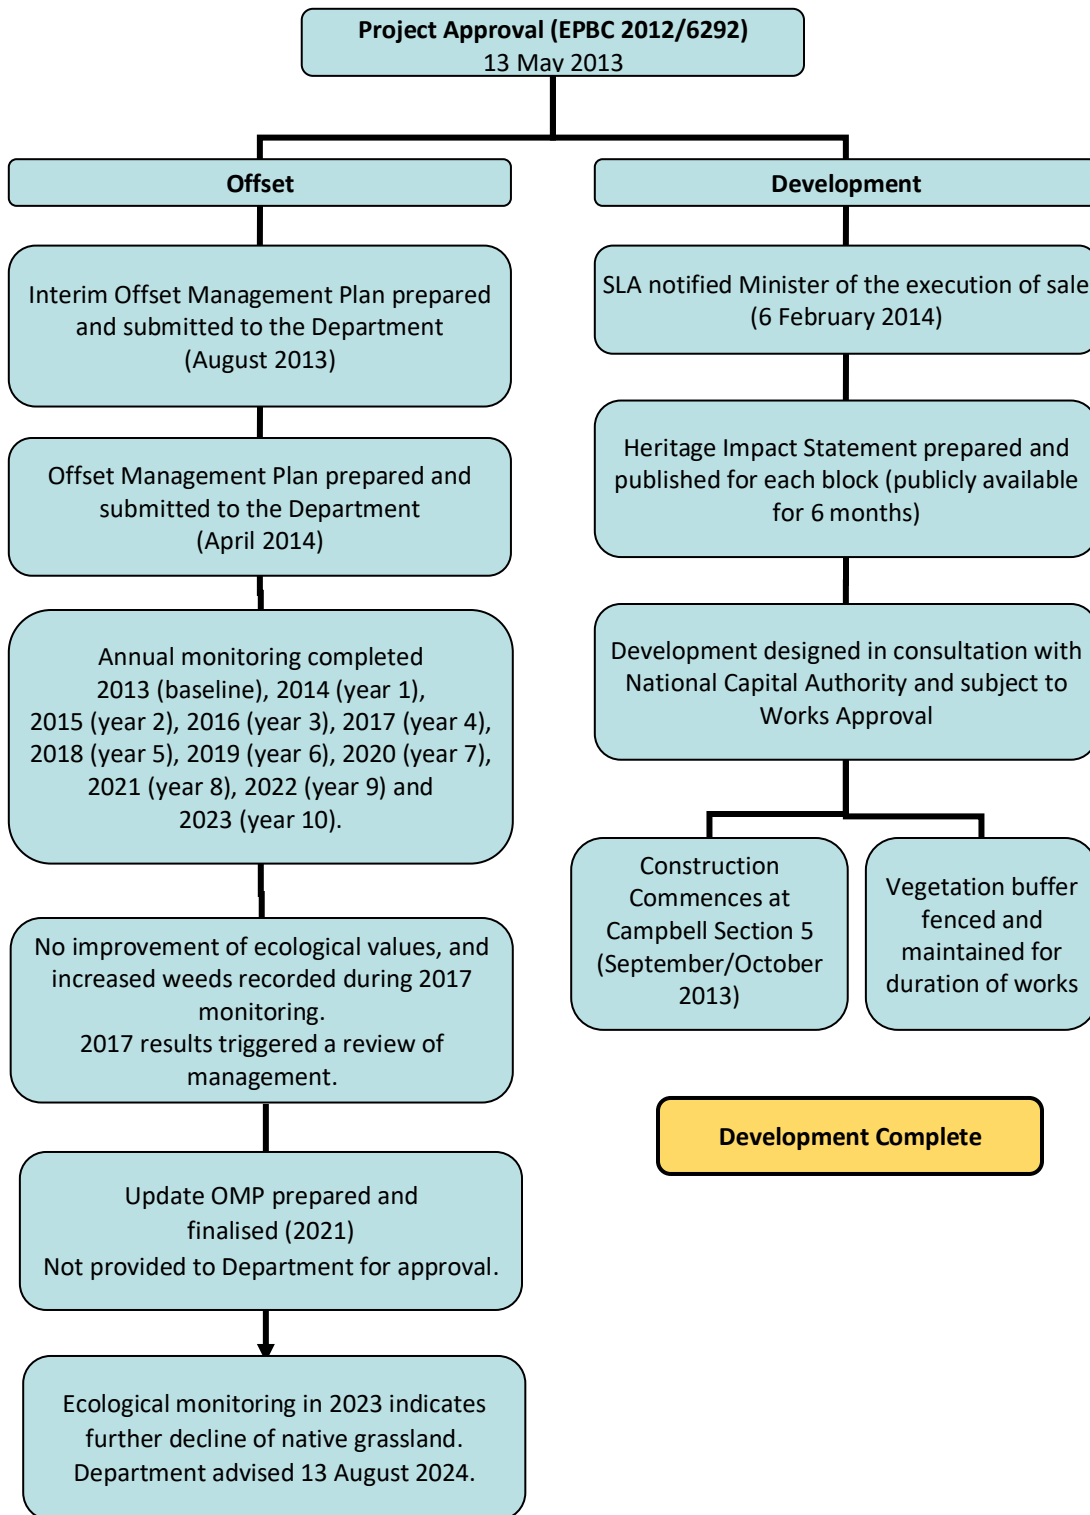 Project Approval (EPBC 2012/6292)
13 May 2013
Offset
Interim Offset Management Plan prepared
and submitted to the Department
(August 2013)
Offset Management Plan prepared and
submitted to the Department
(April 2014)
Annual monitoring completed
2013 (baseline), 2014 (year 1),
2015 (year 2), 2016 (year 3), 2017 (year 4),
2018 (year 5), 2019 (year 6), 2020 (year 7),
2021 (year 8), 2022 (year 9) and
2023 (year 10).
No improvement of ecological values, and
increased weeds recorded during 2017
monitoring.
2017 results triggered a review of
management.
Update OMP prepared and
finalised (2021)
Not provided to Department for approval.
Ecological monitoring in 2023 indicates
further decline of native grassland.
Department advised 13 August 2024.
Development
SLA notified Minister of the execution of sale
(6 February 2014)
Heritage Impact Statement prepared and
published for each block (publicly available
for 6 months)
Development designed in consultation with
National Capital Authority and subject to
Works Approval
Construction
Commences at
Campbell Section 5
(September/October
2013)
Vegetation buffer
fenced and
maintained for
duration of works
Development Complete